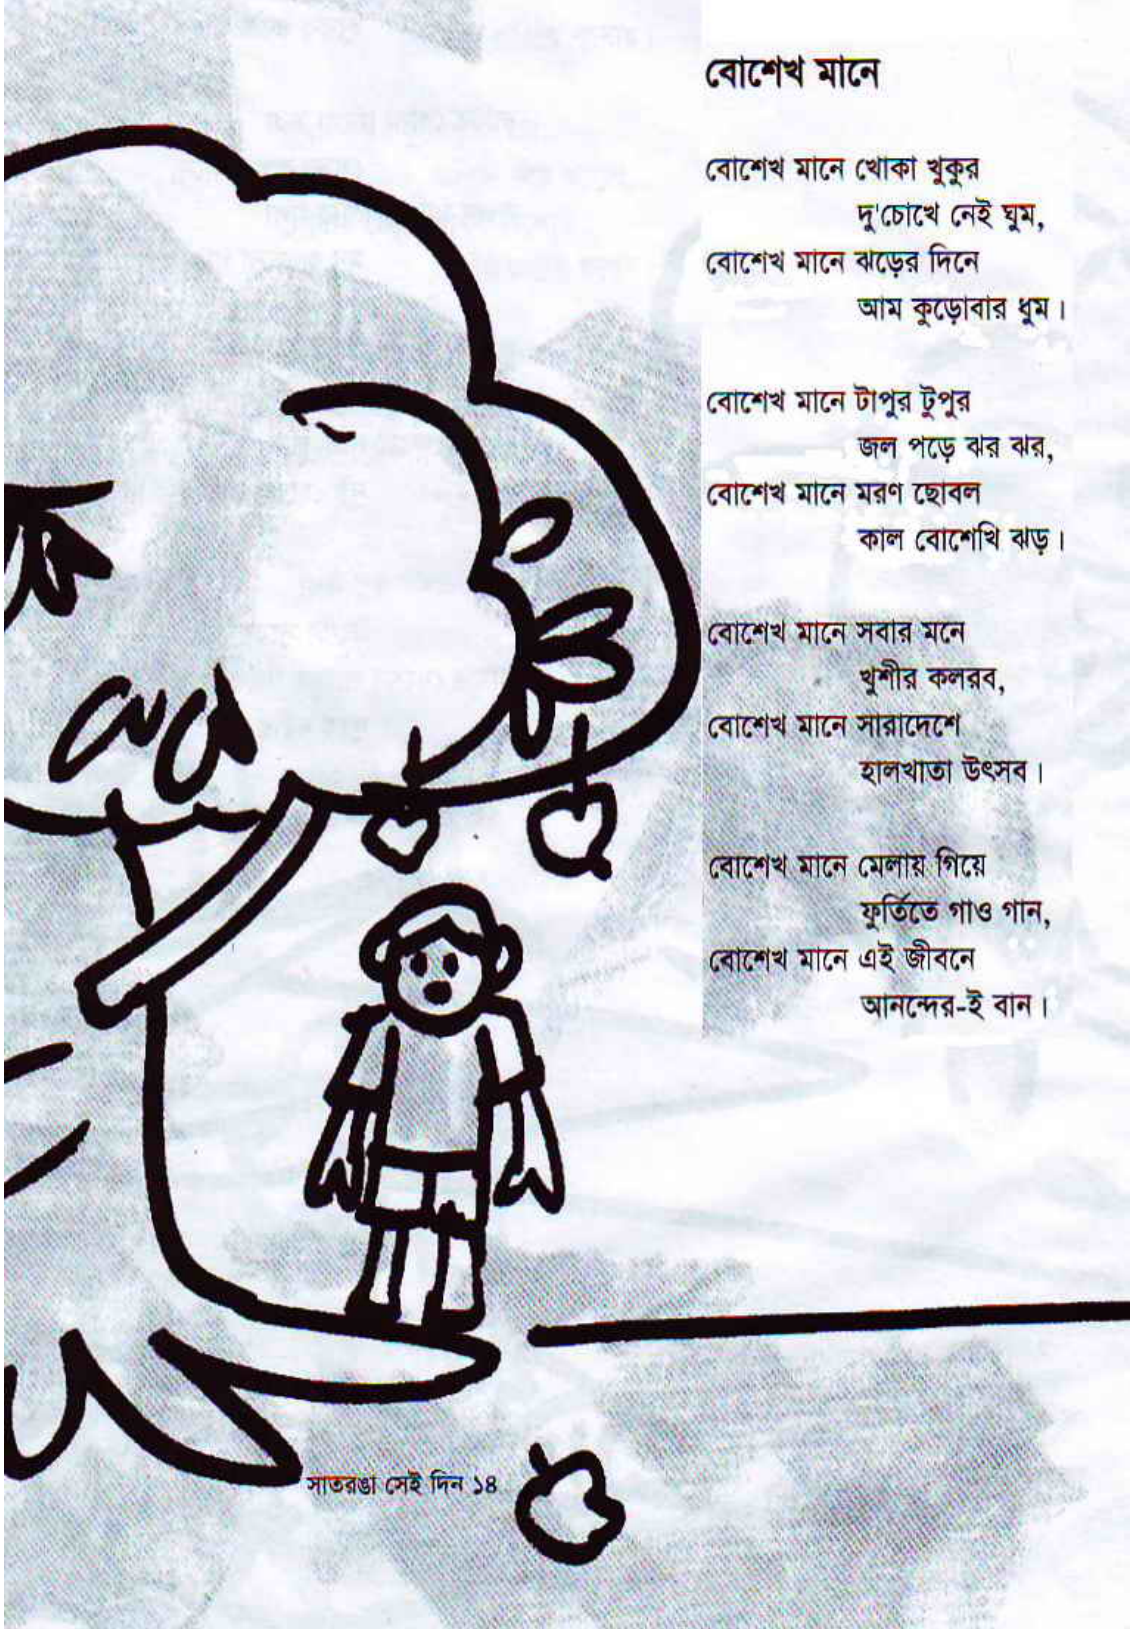 বোশেখ মানে
বোশেখ মানে খোকা খুকুর
দু'চোখে নেই ঘুম,
বোশেখ মানে ঝড়ের দিনে
আম কুড়োবার ধুম।
বোশেখ মানে টাপুর টুপুর
জল পড়ে ঝর ঝর,
বোশেখ মানে মরণ ছোবল
কাল বোশেখি ঝড়।
বোশেখ মানে সবার মনে
খুশীর কলরব,
বোশেখ মানে সারাদেশে
হালখাতা উৎসব।
বোশেখ মানে মেলায় গিয়ে
ফুর্তিতে গাও গান,
বোশেখ মানে এই জীবনে
আনন্দের-ই বান।
সাতরঙা সেই দিন ১৪